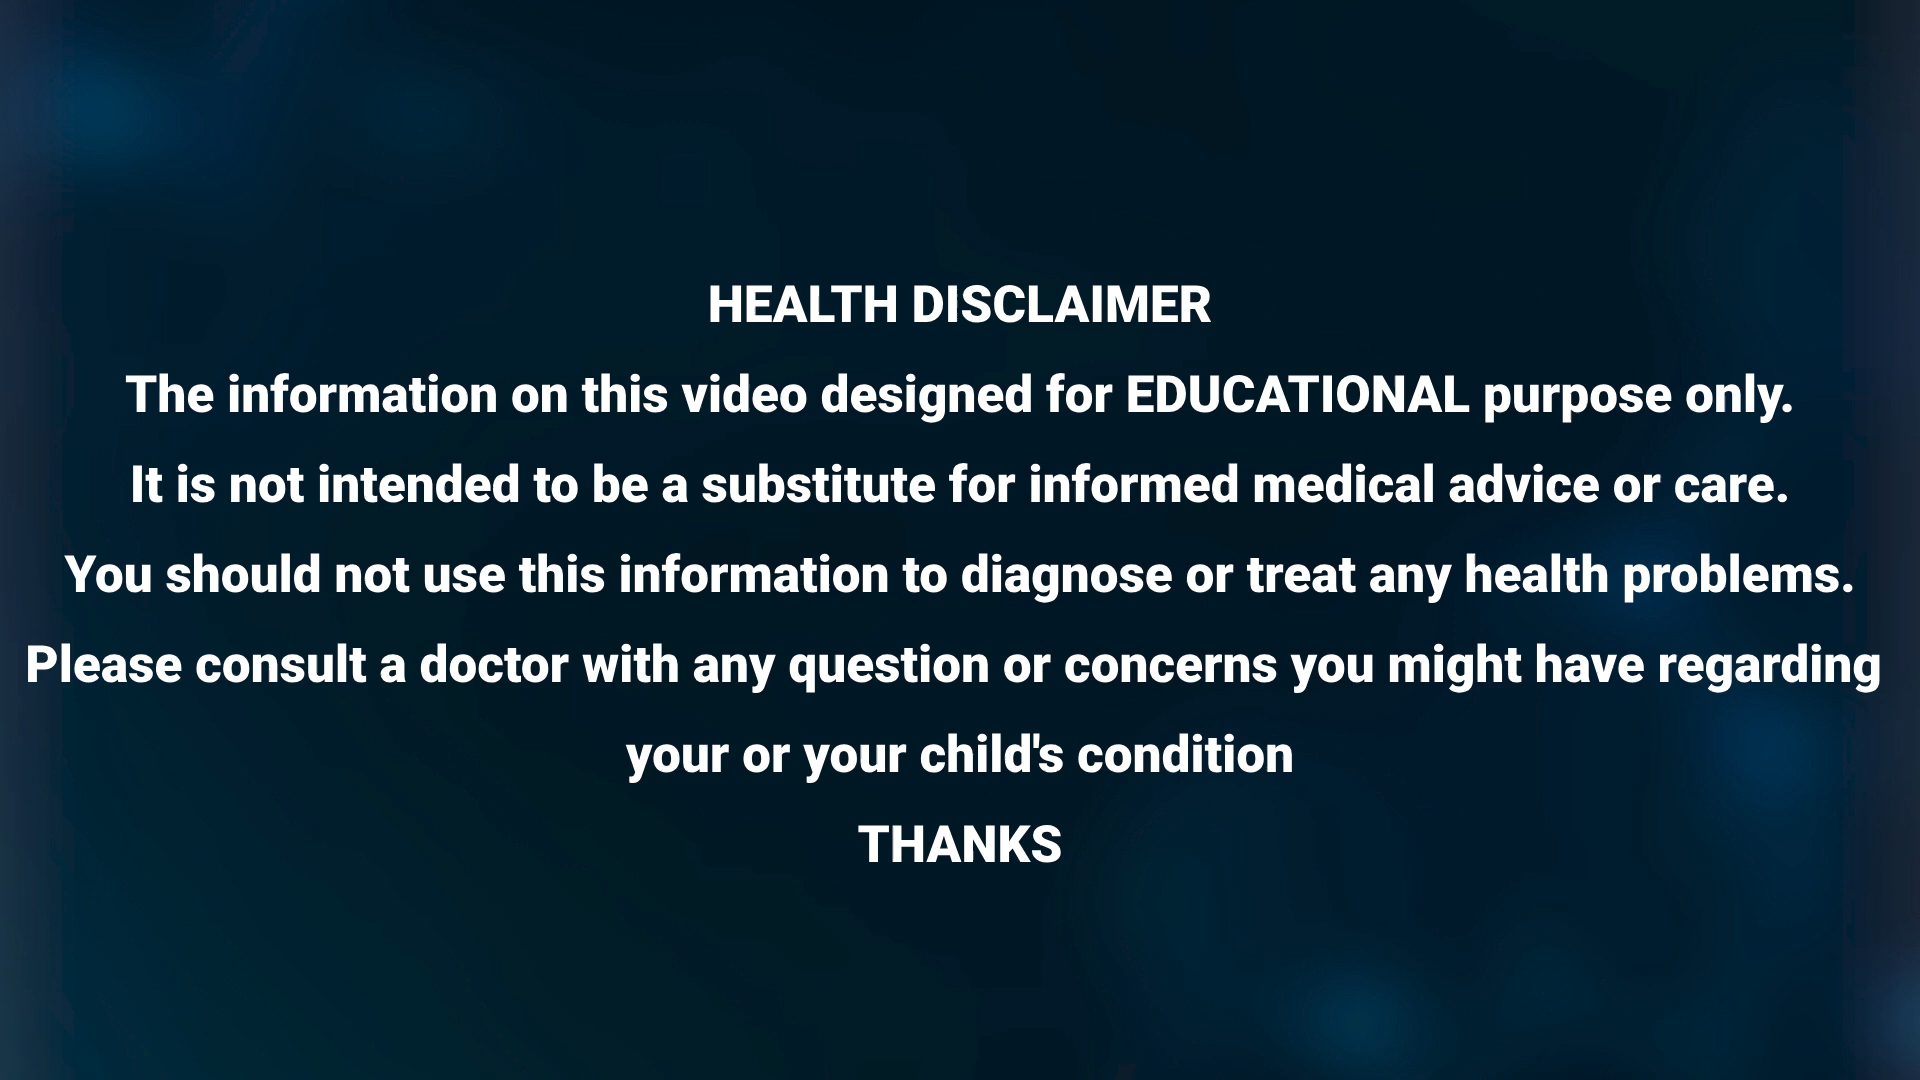 HEALTH DISCLAIMER
The information on this video designed for EDUCATIONAL purpose only.
It is not intended to be a substitute for informed medical advice or care.
You should not use this information to diagnose or treat any health problems.
Please consult a doctor with any question or concerns you might have regarding
your or your child's condition
THANKS